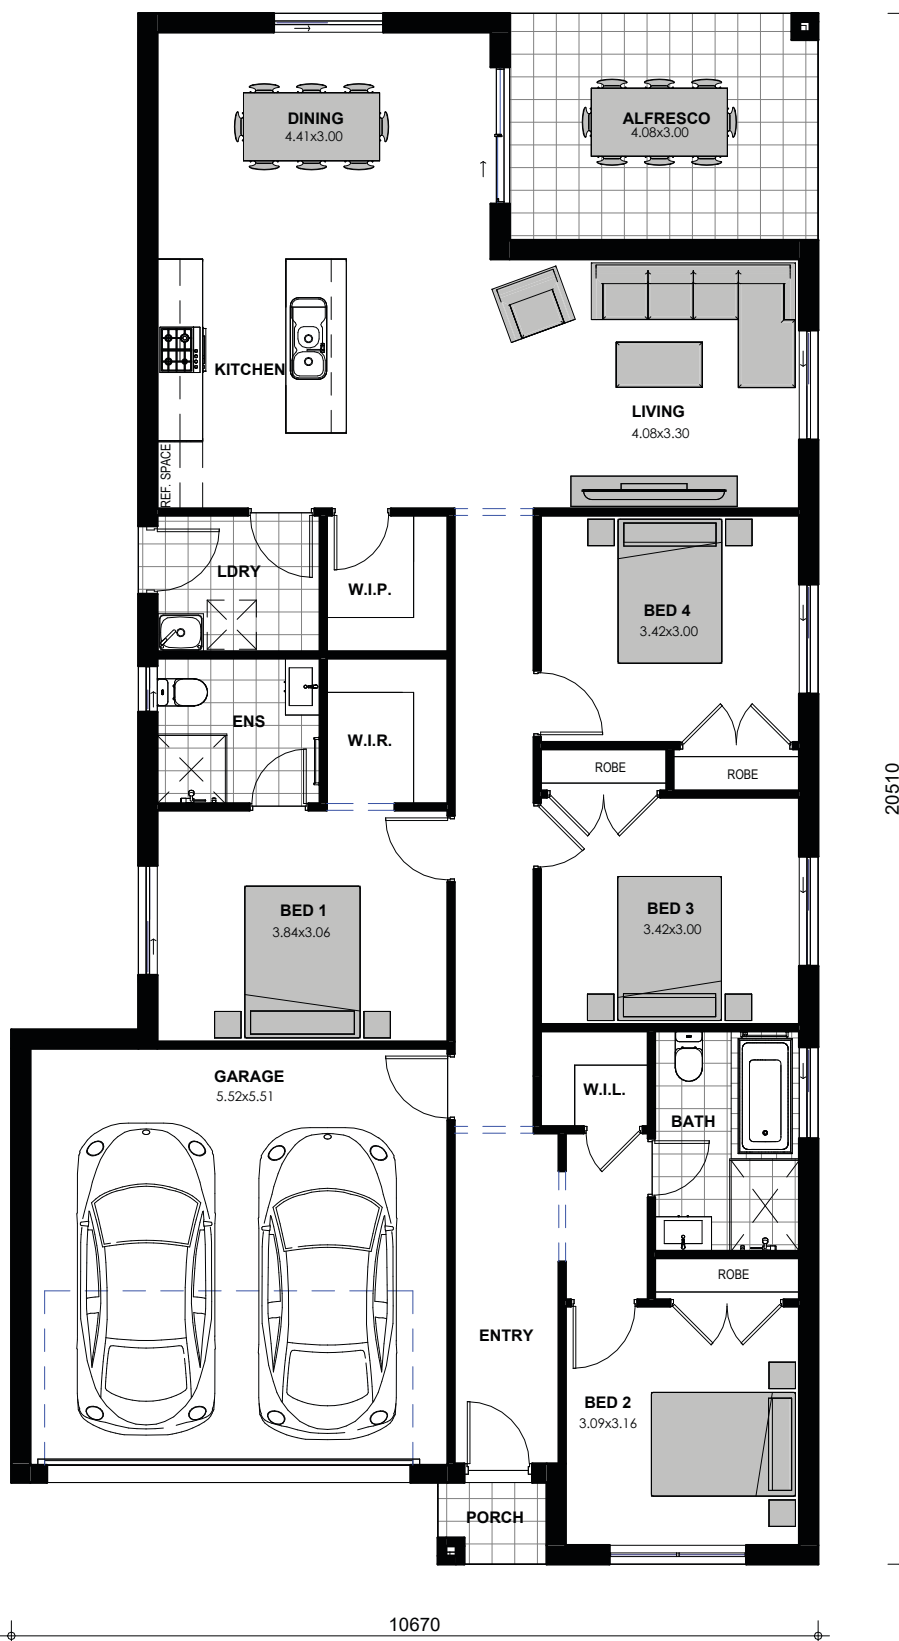 DINING
4.41x3.00
ALFRESCO
4.08x3.00
KITCHEN
LIVING
4.08x3.30
REF. SPACE
LDRY
W.I.P.
BED 4
3.42x3.00
ENS
W.I.R.
ROBE
ROBE
20510
BED 1
3.84x3.06
BED 3
3.42x3.00
GARAGE
5.52x5.51
W.I.L.
BATH
ROBE
ENTRY
BED 2
3.09x3.16
PORCH
10670